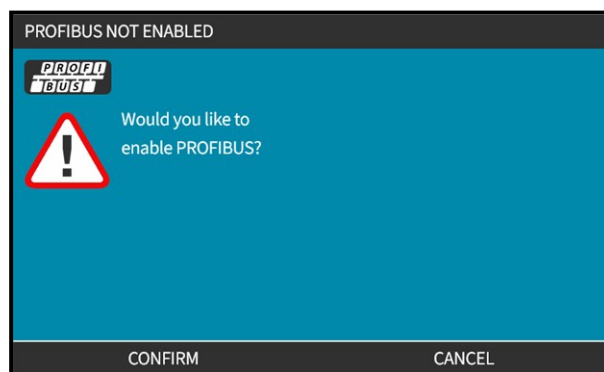 PROFIBUS NOT ENABLED
PROFI
BUS
Would you like to
enable PROFIBUS?
!
CONFIRM CANCEL